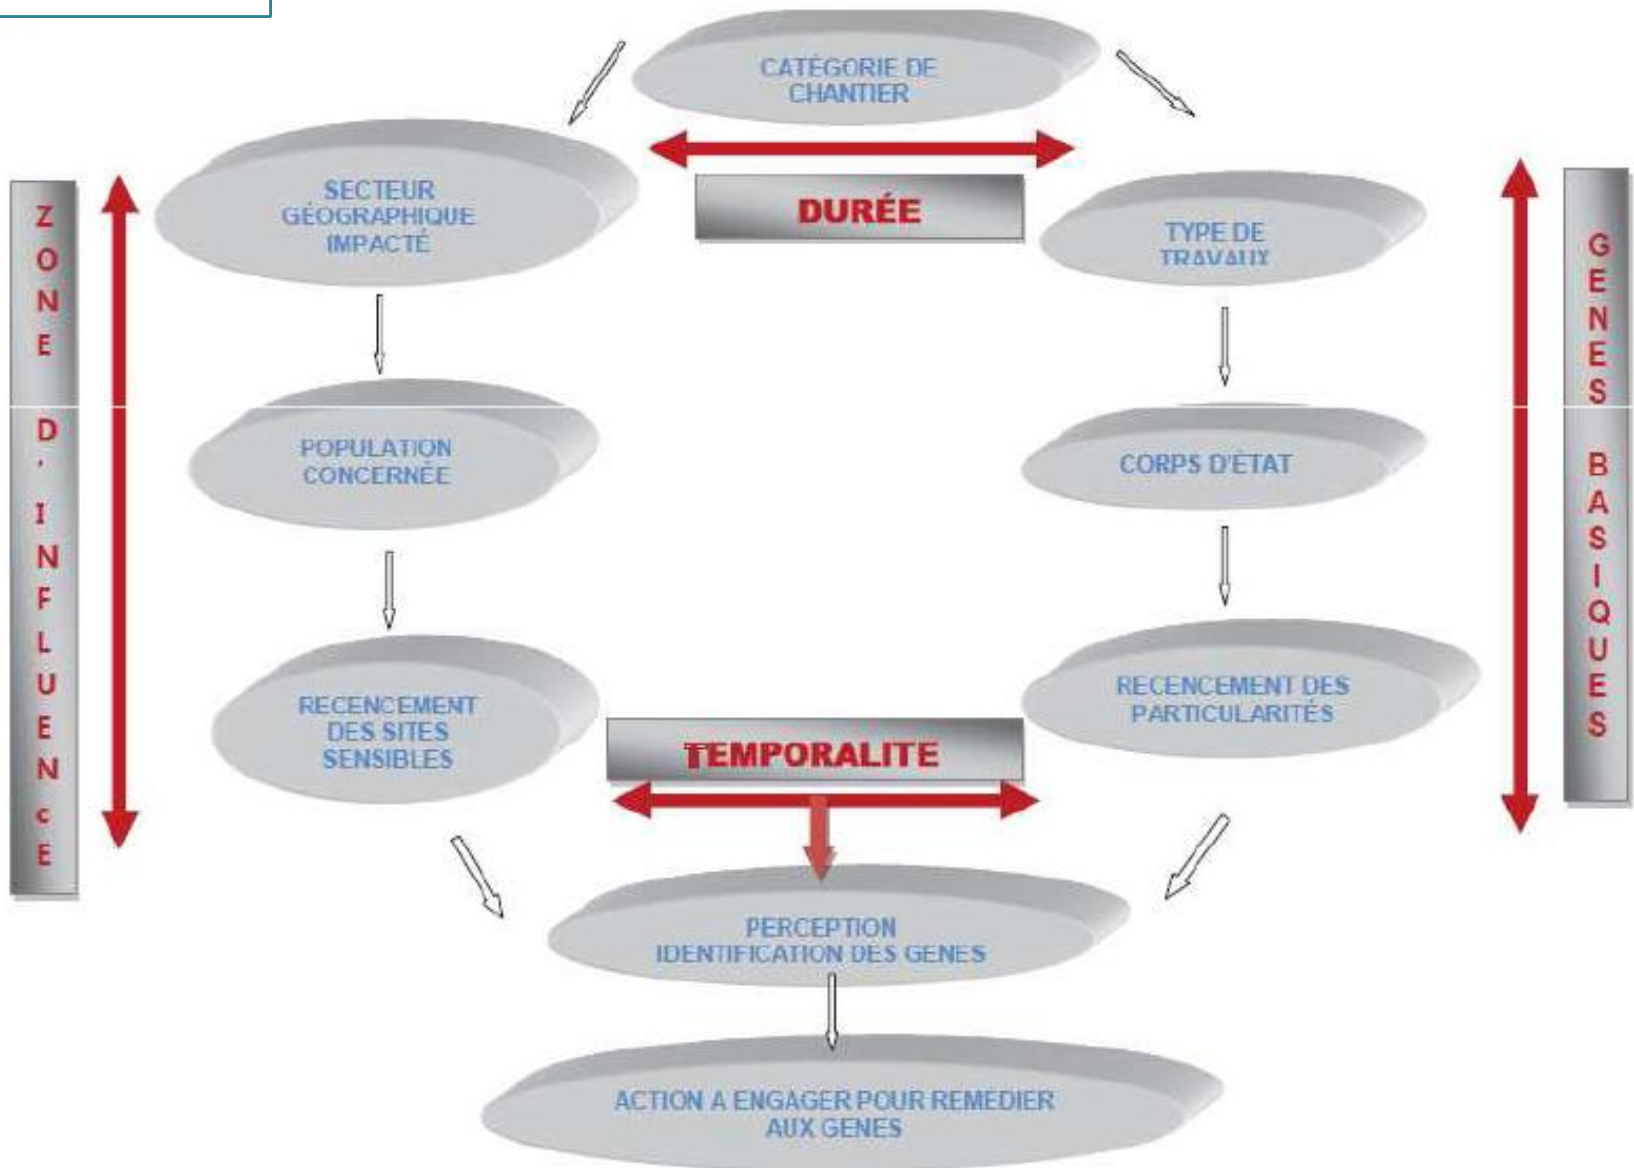 CATÉGORIE DE
CHANTIER
SECTEUR
GÉOGRAPHIQUE
IMPACTÉ
DURÉE
TYPE DE
TRAVAUX
ZONE D'INFLUENcE
GENES BASIQUES
POPULATION
CONCERNÉE
CORPS D'ÉTAT
RECENCEMENT
DES SITES
SENSIBLES
RECENCEMENT DES
PARTICULARITÉS
TEMPORALITE
PERCEPTION
IDENTIFICATION DES GENES
ACTION A ENGAGER POUR REMEDIER
AUX GENES